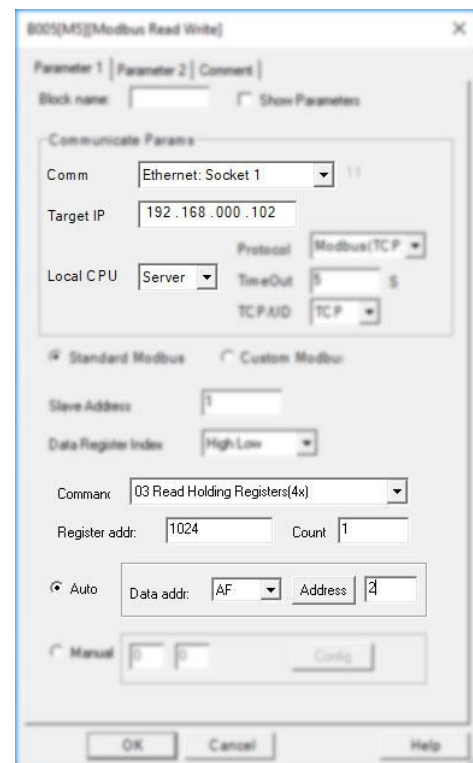 B005[M5][Modbus Read Write]
Parameter 1 Parameter 2 Comment
Block name: Show Parameters
Communicate Params
Comm Ethernet: Socket 1 11
Target IP 192 .168 .000 .102
Protocol Modbus(TCP
Local CPU Server TimeOut 5 S
TCP/UD TCP
Standard Modbus Custom Modbu:
Slave Address 1
Data Register Index High Low
Comman 03 Read Holding Registers(4x)
Register addr: 1024 Count 1
Auto Data addr: AF Address 2
Manual 0 0 Config
OK Cancel Help